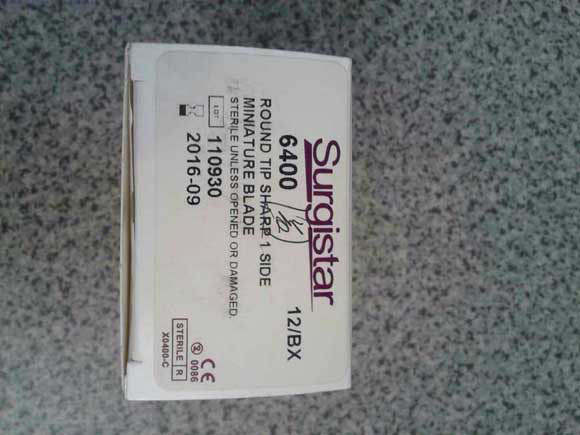 Surgistar
6400
12/BX
ROUND TIP SHARP 1 SIDE
MINIATURE BLADE
STERILE UNLESS OPENED OR DAMAGED.
LOT 110930
2016-09
CE
0086
STERILE R
X0400-C